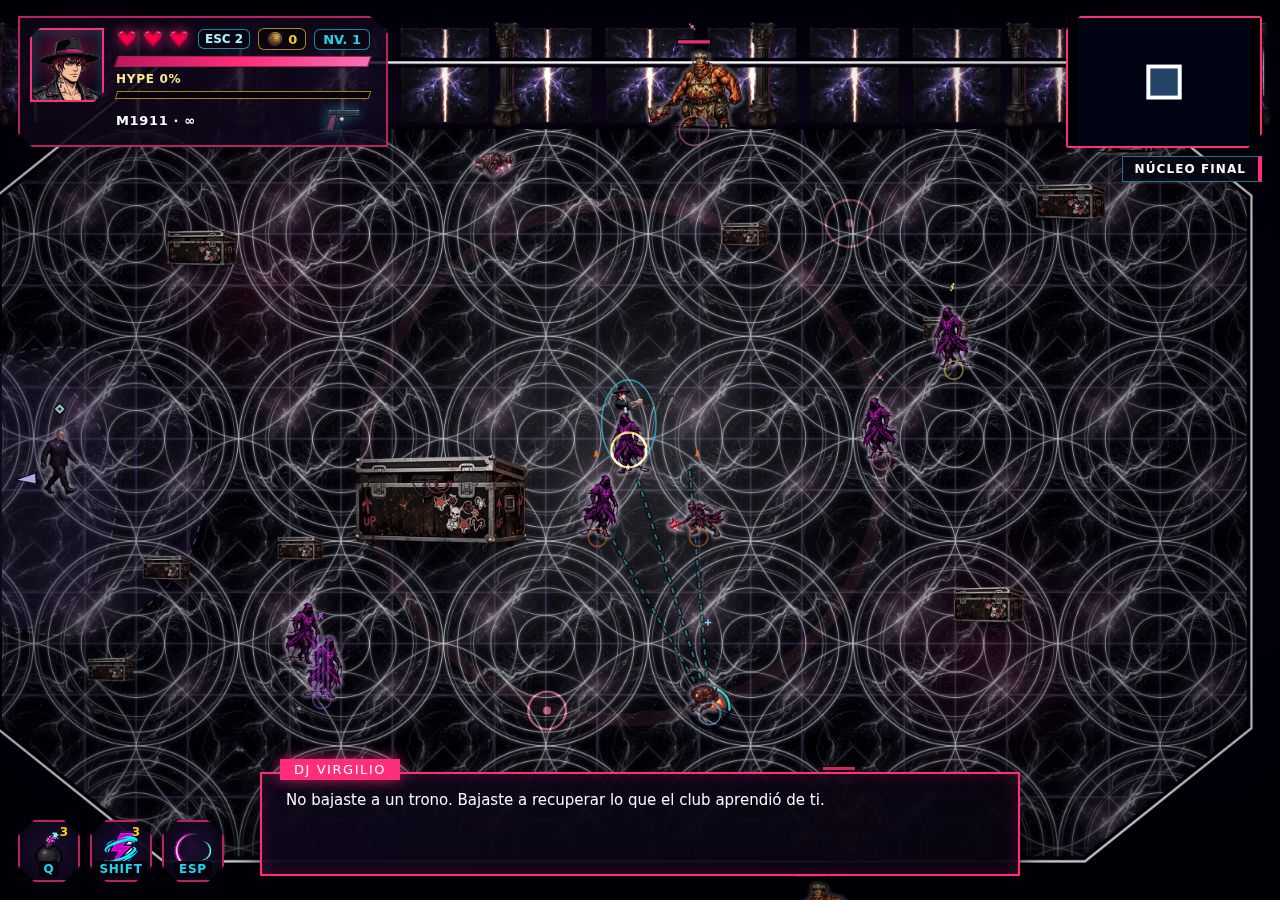 ESC 2
0
NV. 1
HYPE 0%
M1911 · ∞
NÚCLEO FINAL
UP
DJ VIRGILIO
No bajaste a un trono. Bajaste a recuperar lo que el club aprendió de ti.
3
Q
3
SHIFT
ESP